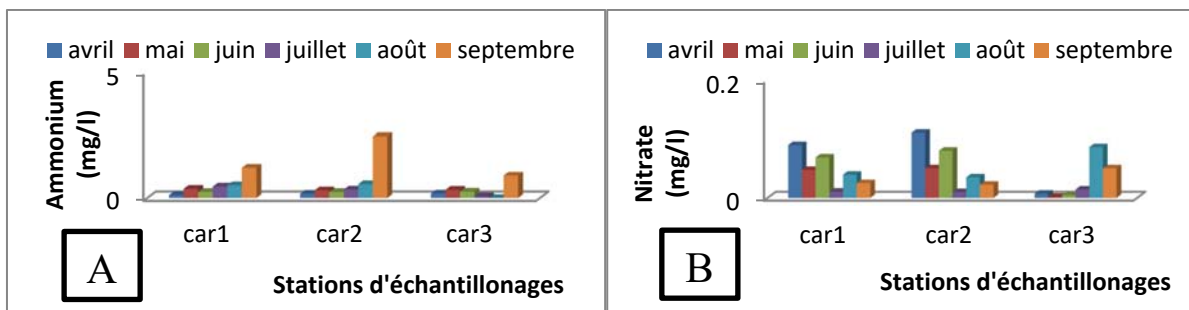 avril mai juin juillet août septembre
5
0
Ammonium
(mg/l)
car1 car2 car3
Stations d'échantillonages
A
avril mai juin juillet août septembre
0.2
0
Nitrate
(mg/l)
car1 car2 car3
Stations d'échantillonages
B